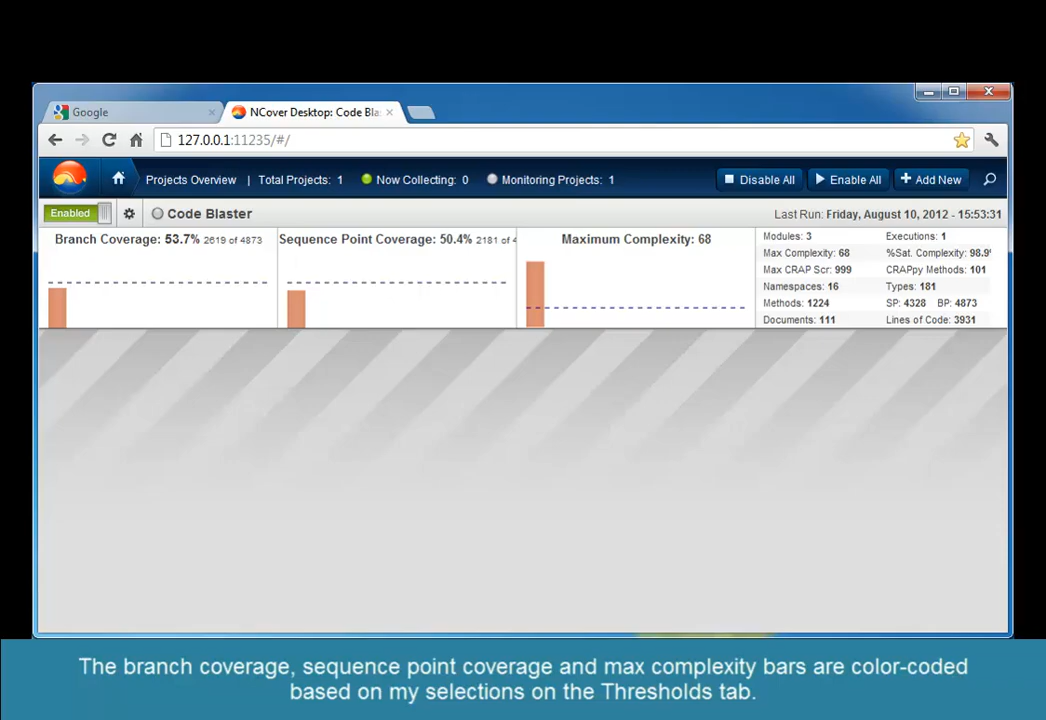 Google
NCover Desktop: Code Bla
127.0.0.1:11235/#/
Projects Overview | Total Projects: 1 Now Collecting: 0 Monitoring Projects: 1 Disable All Enable All Add New
Enabled Code Blaster Last Run: Friday, August 10, 2012 - 15:53:31
Branch Coverage: 53.7% 2619 of 4873
Sequence Point Coverage: 50.4% 2181 of 4
Maximum Complexity: 68
Modules: 3 Executions: 1
Max Complexity: 68 %Sat. Complexity: 98.9
Max CRAP Scr: 999 CRAPpy Methods: 101
Namespaces: 16 Types: 181
Methods: 1224 SP: 4328 BP: 4873
Documents: 111 Lines of Code: 3931
The branch coverage, sequence point coverage and max complexity bars are color-coded
based on my selections on the Thresholds tab.